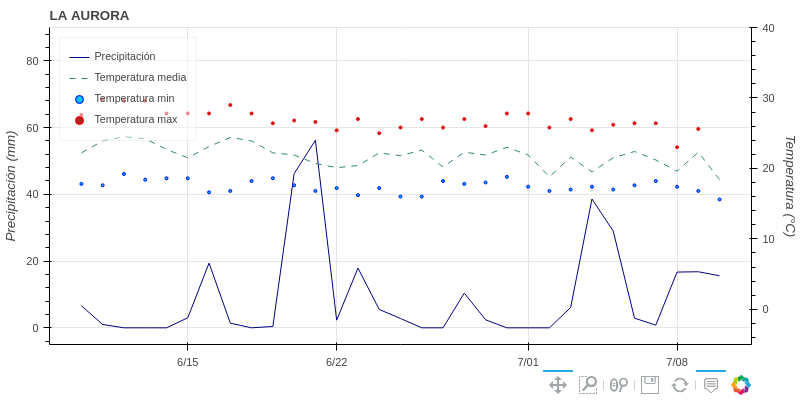 LA AURORA
Precipitación
Temperatura media
Temperatura min
Temperatura max
Precipitación (mm)
80
60
40
20
0
Temperatura (°C)
40
30
20
10
0
6/15
6/22
7/01
7/08